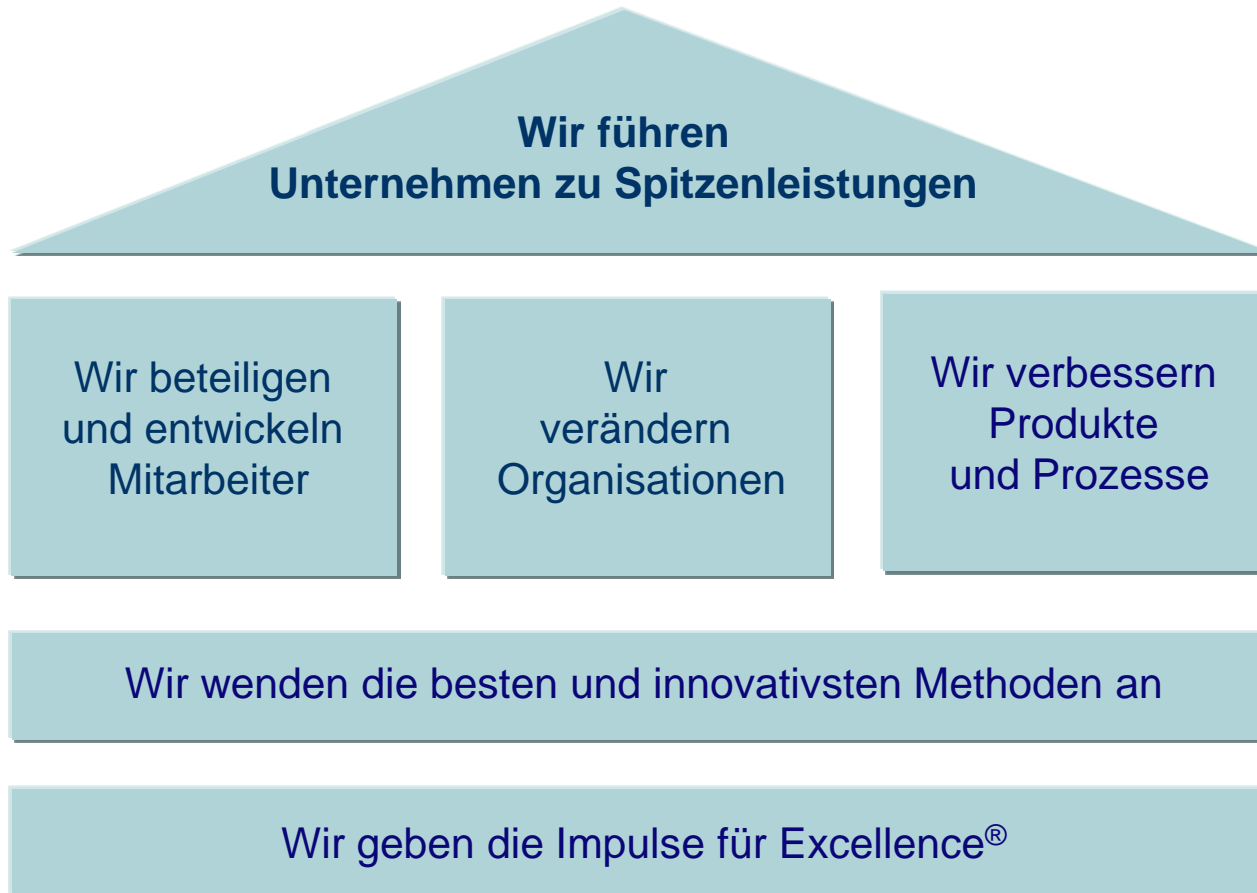 Wir führen
Unternehmen zu Spitzenleistungen
Wir beteiligen
und entwickeln
Mitarbeiter
Wir
verändern
Organisationen
Wir verbessern
Produkte
und Prozesse
Wir wenden die besten und innovativsten Methoden an
Wir geben die Impulse für Excellence®